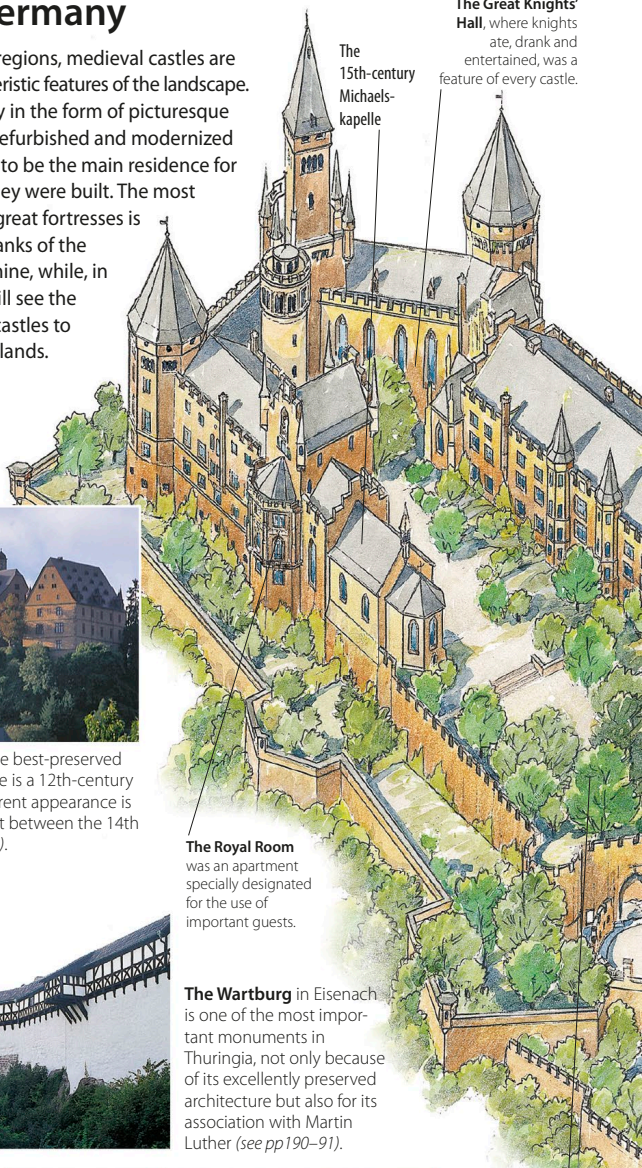 ermany
regions, medieval castles are
eristic features of the landscape.
y in the form of picturesque
efurbished and modernized
to be the main residence for
ey were built. The most
great fortresses is
anks of the
hine, while, in
ill see the
castles to
lands.
The
15th-century
Michaels-
kapelle
The Great Knights'
Hall, where knights
ate, drank and
entertained, was a
feature of every castle.
e best-preserved
e is a 12th-century
rent appearance is
t between the 14th
).
The Royal Room
was an apartment
specially designated
for the use of
important guests.
The Wartburg in Eisenach
is one of the most impor-
tant monuments in
Thuringia, not only because
of its excellently preserved
architecture but also for its
association with Martin
Luther (see pp190–91).